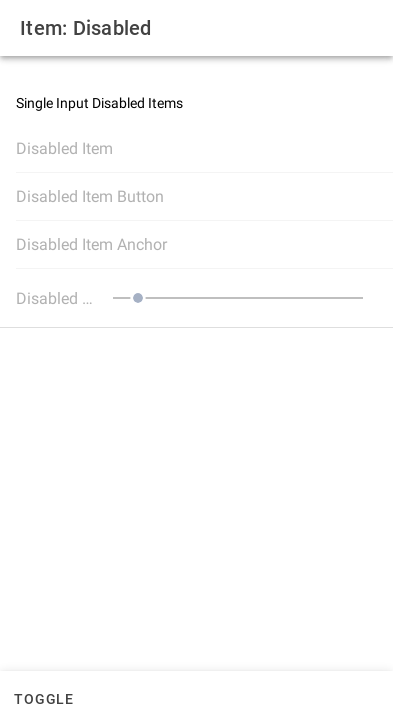 Item: Disabled
Single Input Disabled Items
Disabled Item
Disabled Item Button
Disabled Item Anchor
Disabled ...
TOGGLE